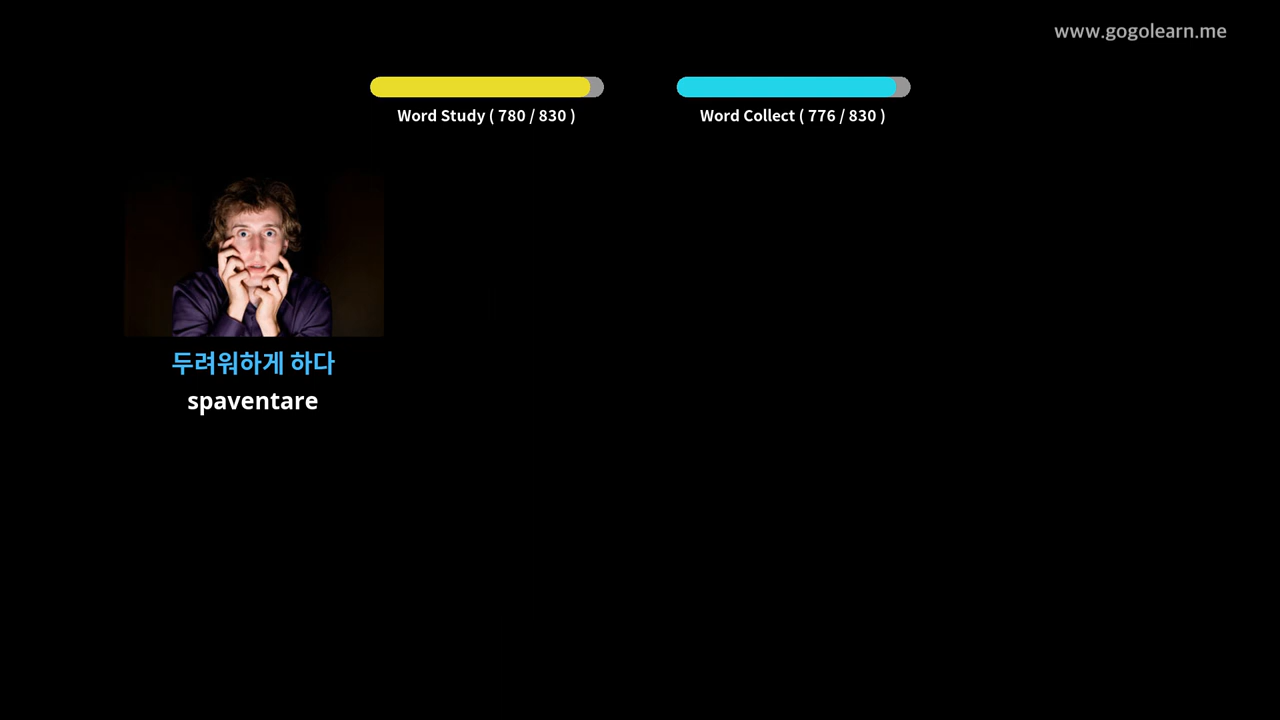 www.gogolearn.me
Word Study ( 780 / 830 )
Word Collect ( 776 / 830 )
두려워하게 하다
spaventare